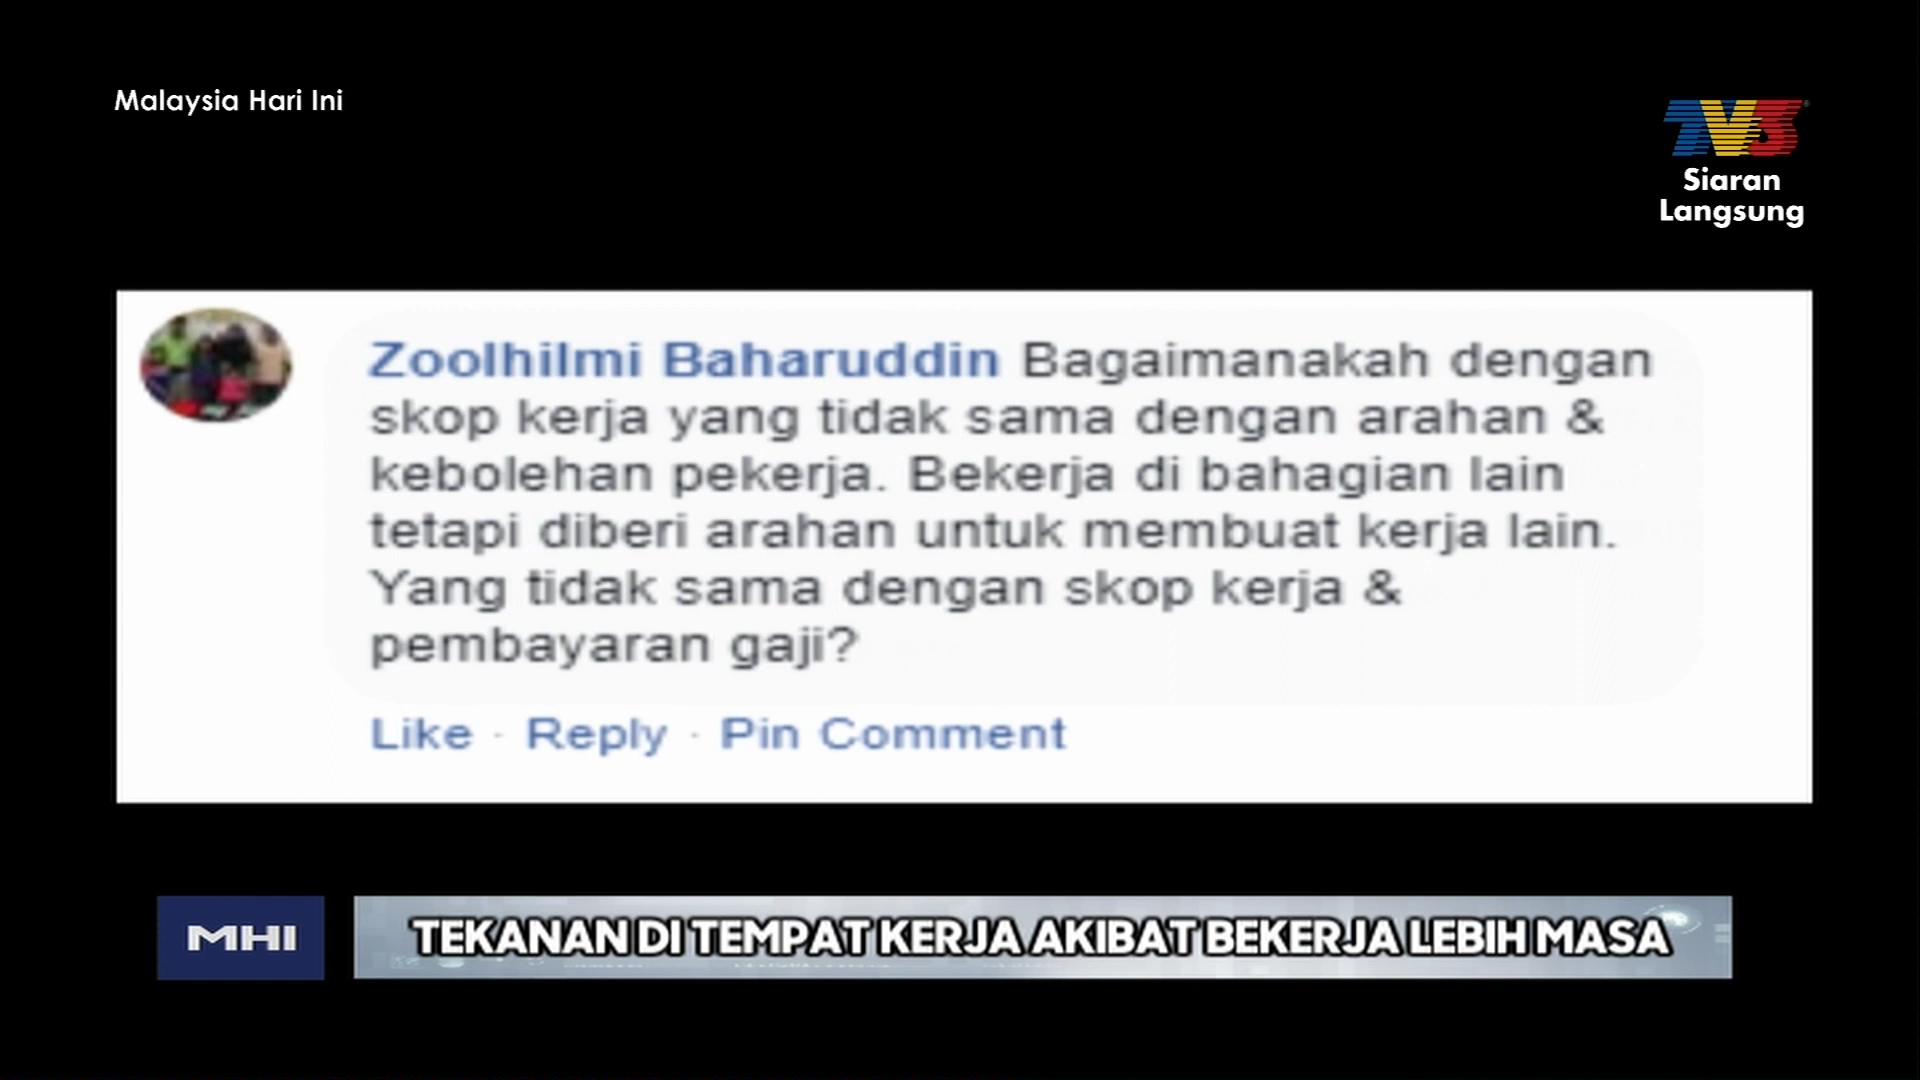 Malaysia Hari Ini
TV3
Siaran
Langsung
Zoolhilmi Baharuddin Bagaimanakah dengan
skop kerja yang tidak sama dengan arahan &
kebolehan pekerja. Bekerja di bahagian lain
tetapi diberi arahan untuk membuat kerja lain.
Yang tidak sama dengan skop kerja &
pembayaran gaji?
Like · Reply · Pin Comment
MHI
TEKANAN DI TEMPAT KERJA AKIBAT BEKERJA LEBIH MASA